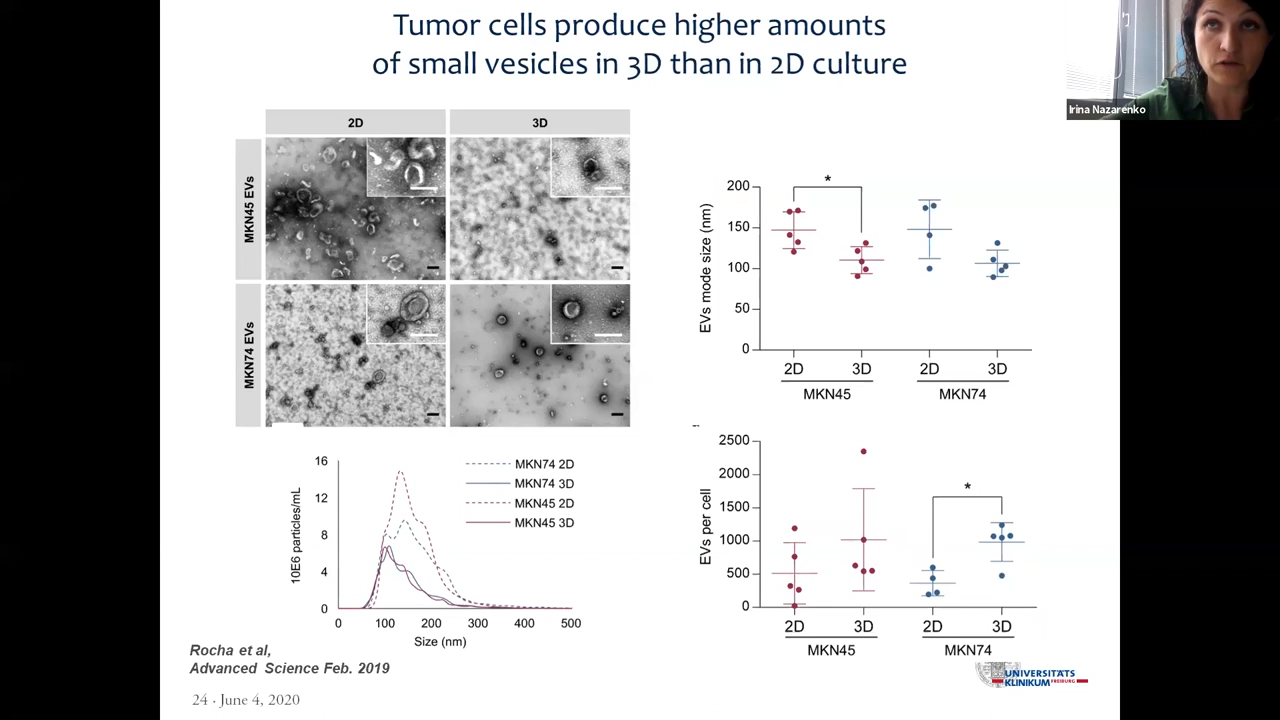 Tumor cells produce higher amounts
of small vesicles in 3D than in 2D culture
Irina Nazarenko
2D
3D
MKN45 EVs
MKN74 EVs
16
12
8
4
0
10E6 particles/mL
0
100
200
300
400
500
Size (nm)
MKN74 2D
MKN74 3D
MKN45 2D
MKN45 3D
200
150
100
50
0
EVs mode size (nm)
*
2D
3D
2D
3D
MKN45
MKN74
2500
2000
1500
1000
500
0
EVs per cell
*
2D
3D
2D
3D
MKN45
MKN74
Rocha et al,
Advanced Science Feb. 2019
24 · June 4, 2020
UNIVERSITÄTS
KLINIKUM FREIBURG